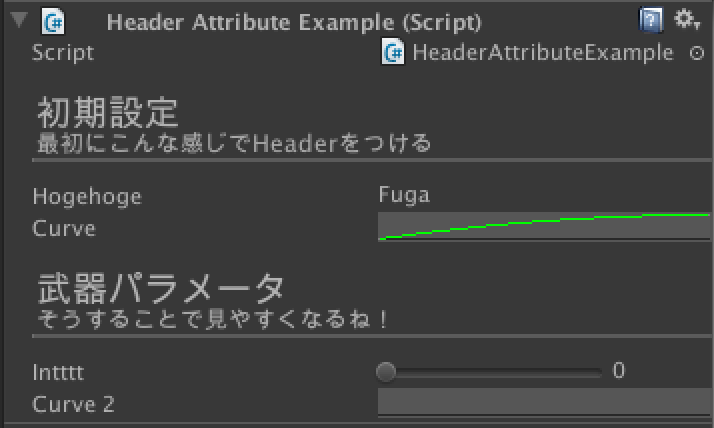 Header Attribute Example (Script)
Script HeaderAttributeExample
初期設定
最初にこんな感じでHeaderをつける
Hogehoge Fuga
Curve
武器パラメータ
そうすることで見やすくなるね！
Intttt 0
Curve 2